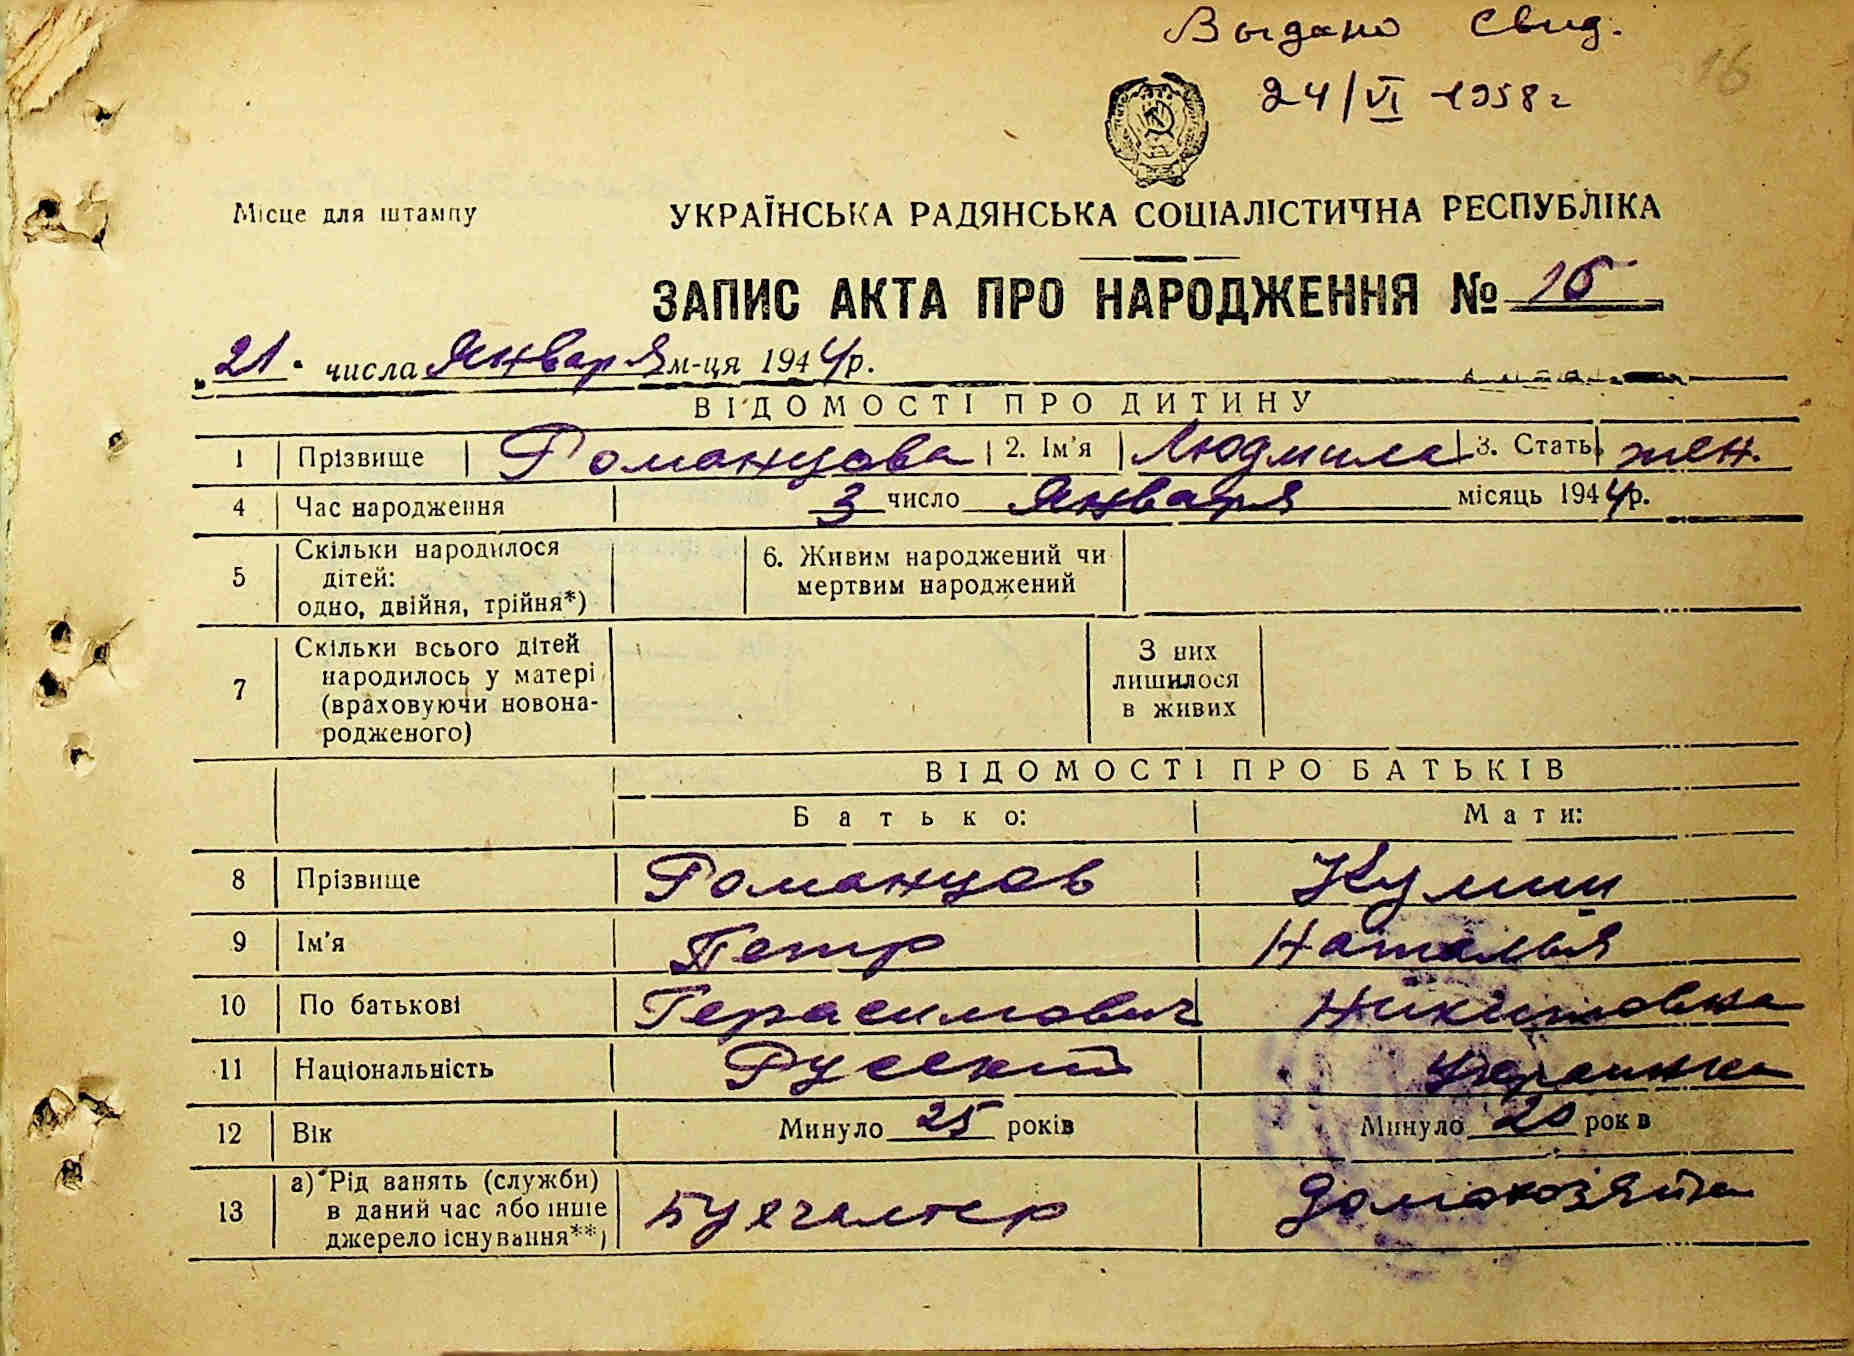 Выдано свид.
24/VI 1958 г
16
Місце для штампу
УКРАЇНСЬКА РАДЯНСЬКА СОЦІАЛІСТИЧНА РЕСПУБЛІКА
ЗАПИС АКТА ПРО НАРОДЖЕННЯ № 16
„21" числа Января м-ця 1944 р.
ВІДОМОСТІ ПРО ДИТИНУ
1 Прізвище Романцова 2. Ім'я Людмила 3. Стать жен.
4 Час народження 3 число Января місяць 1944 р.
5 Скільки народилося дітей: одно, двійня, трійня*) 6. Живим народжений чи мертвим народжений
7 Скільки всього дітей народилось у матері (враховуючи новонародженого) З них лишилося в живих
ВІДОМОСТІ ПРО БАТЬКІВ
Батько: Мати:
8 Прізвище Романцов
9 Ім'я Петр Наталья
10 По батькові Герасимович Никитовна
11 Національність Русский Украинка
12 Вік Минуло 25 років Минуло 20 рок в
13 а) Рід занять (служби) в даний час або інше джерело існування**) Бухгалтер Домохозяйка